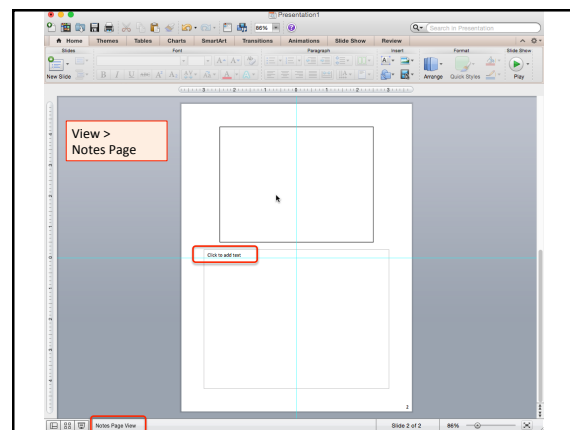 Presentation1
86%
Search in Presentation
Home Themes Tables Charts SmartArt Transitions Animations Slide Show Review
Slides Font Paragraph Insert Format Slide Show
New Slide B I U ABC Arrange Quick Styles Play
View >
Notes Page
Click to add text
2
Notes Page View Slide 2 of 2 86%